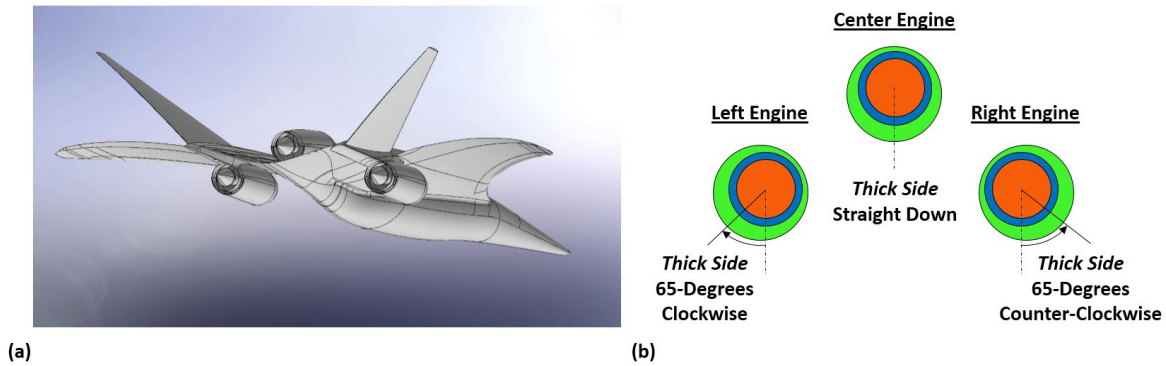 Center Engine
Left Engine
Right Engine
Thick Side
Straight Down
Thick Side
65-Degrees
Clockwise
Thick Side
65-Degrees
Counter-Clockwise
(a)
(b)